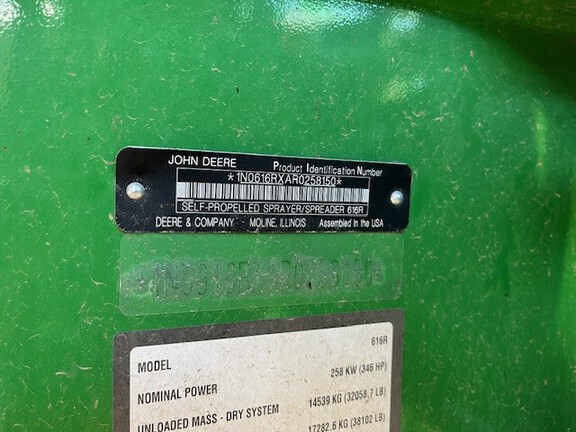 JOHN DEERE Product Identification Number
*1N0616RXAR0258150*
SELF-PROPELLED SPRAYER/SPREADER 616R
DEERE & COMPANY MOLINE, ILLINOIS Assembled in the USA
616R
MODEL
258 KW (346 HP)
NOMINAL POWER
14539 KG (32058.7 LB)
UNLOADED MASS - DRY SYSTEM
17282.6 KG (38102 LB)